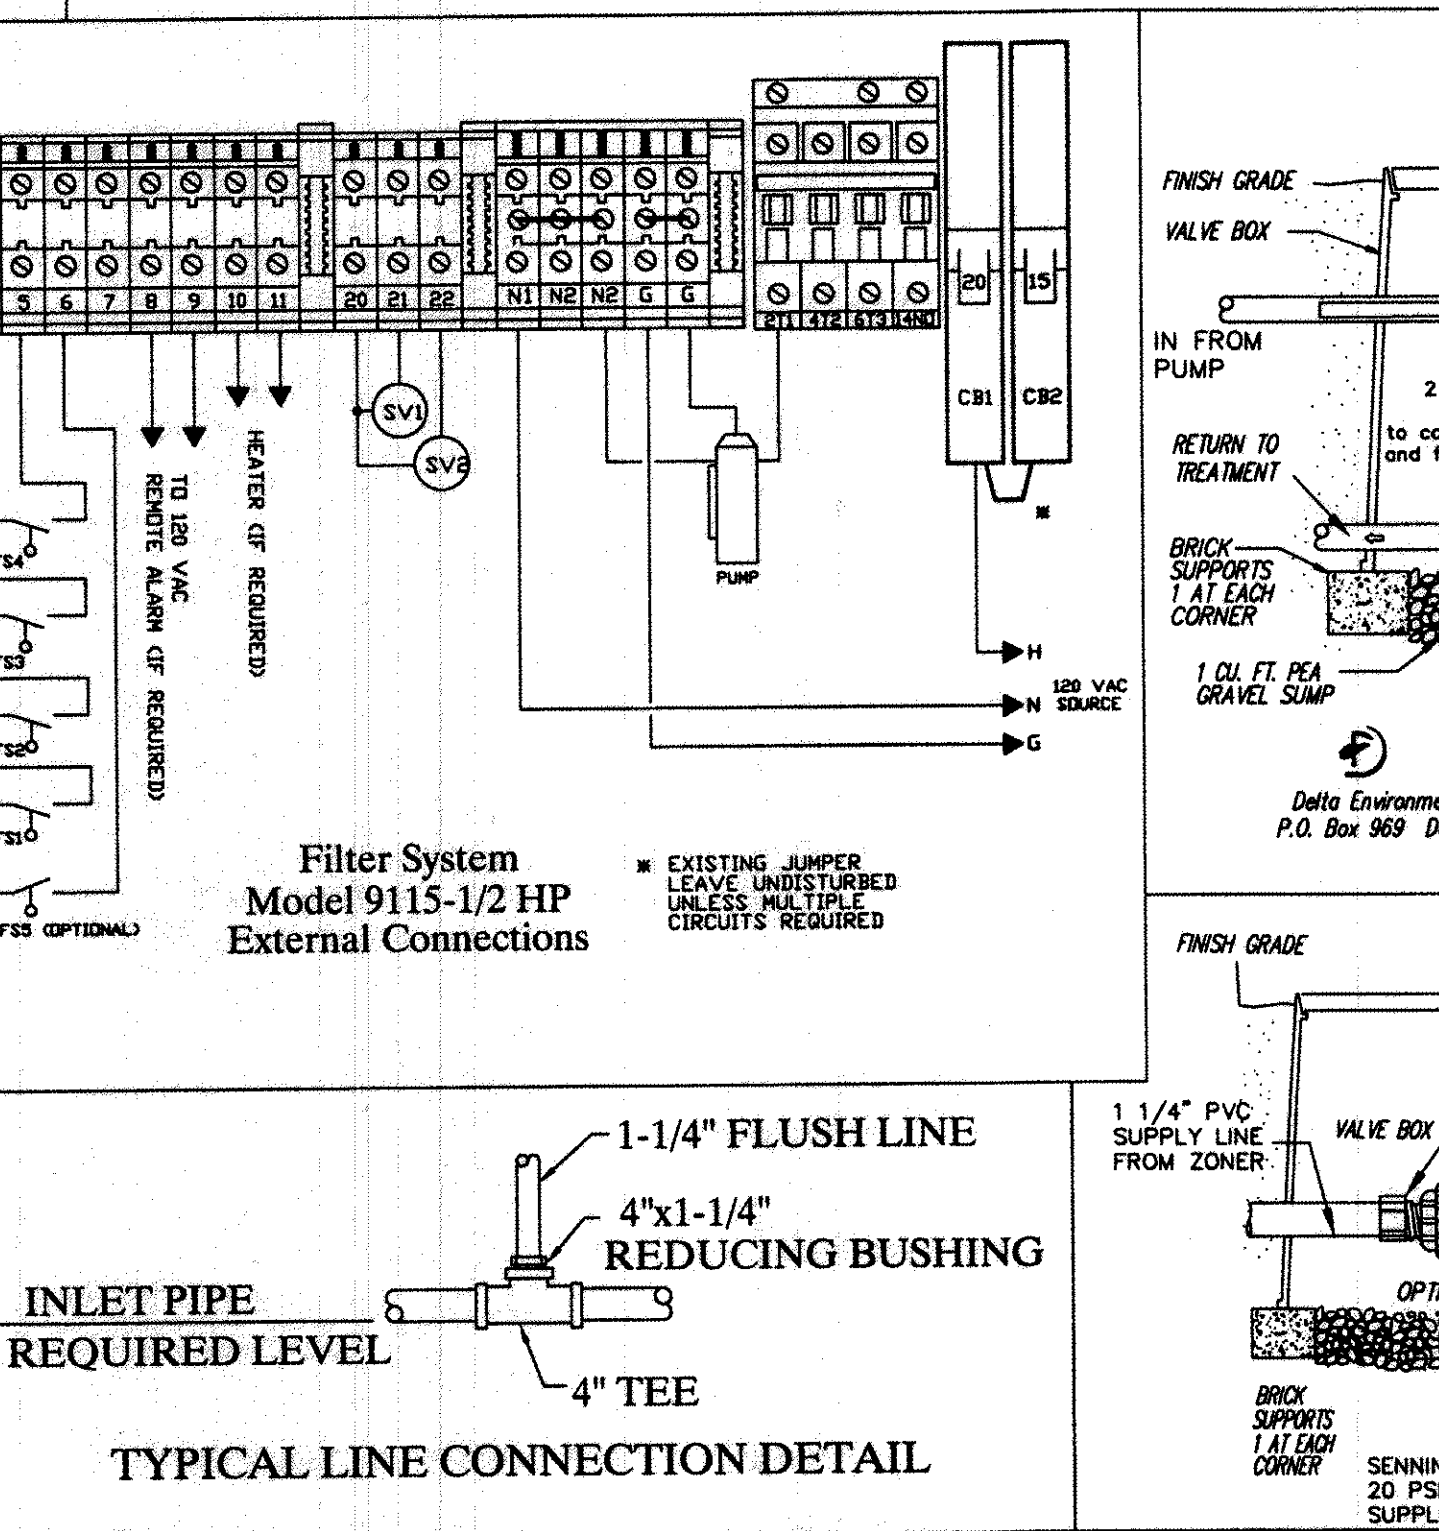 5 6 7 8 9 10 11 20 21 22 N1 N2 N2 G G
2T1 4T2 6T3 14NO
20 15
CB1 CB2
SV1
SV2
PUMP
*
HEATER (IF REQUIRED)
TO 120 VAC
REMOTE ALARM (IF REQUIRED)
FS4
FS3
FS2
FS1
FS5 (OPTIONAL)
H
N
G
120 VAC
SOURCE
Filter System
Model 9115-1/2 HP
External Connections
* EXISTING JUMPER
LEAVE UNDISTURBED
UNLESS MULTIPLE
CIRCUITS REQUIRED
FINISH GRADE
VALVE BOX
IN FROM
PUMP
2
to
and
RETURN TO
TREATMENT
BRICK
SUPPORTS
1 AT EACH
CORNER
1 CU. FT. PEA
GRAVEL SUMP
Delta
P.O. Box 969
1-1/4" FLUSH LINE
4"x1-1/4"
REDUCING BUSHING
INLET PIPE
REQUIRED LEVEL
4" TEE
TYPICAL LINE CONNECTION DETAIL
FINISH GRADE
1 1/4" PVC
SUPPLY LINE
FROM ZONER
VALVE BOX
BRICK
SUPPORTS
1 AT EACH
CORNER
20